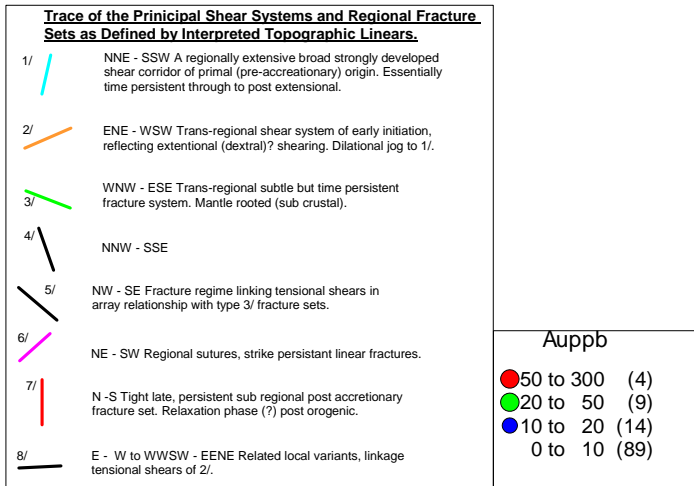 Trace of the Prinicipal Shear Systems and Regional Fracture
Sets as Defined by Interpreted Topographic Linears.
1/ NNE - SSW A regionally extensive broad strongly developed
shear corridor of primal (pre-accreationary) origin. Essentially
time persistent through to post extensional.
2/ ENE - WSW Trans-regional shear system of early initiation,
reflecting extentional (dextral)? shearing. Dilational jog to 1/.
3/ WNW - ESE Trans-regional subtle but time persistent
fracture system. Mantle rooted (sub crustal).
4/ NNW - SSE
5/ NW - SE Fracture regime linking tensional shears in
array relationship with type 3/ fracture sets.
6/ NE - SW Regional sutures, strike persistant linear fractures.
7/ N -S Tight late, persistent sub regional post accretionary
fracture set. Relaxation phase (?) post orogenic.
8/ E - W to WWSW - EENE Related local variants, linkage
tensional shears of 2/.
Auppb
50 to 300 (4)
20 to 50 (9)
10 to 20 (14)
0 to 10 (89)